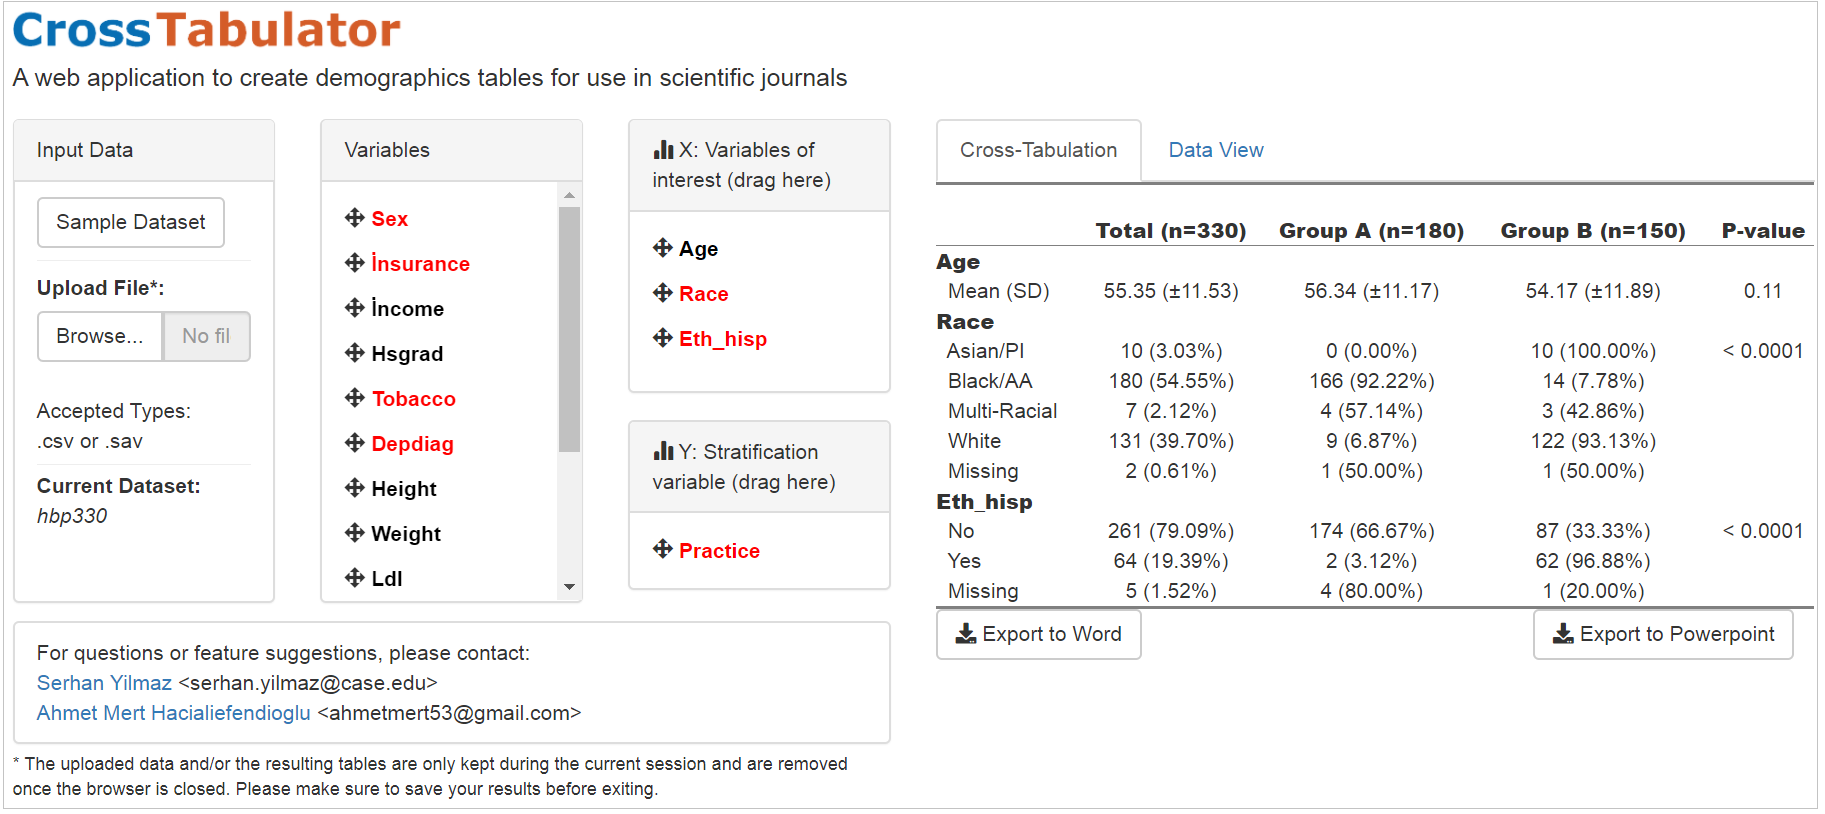 CrossTabulator
A web application to create demographics tables for use in scientific journals
Input Data
Sample Dataset
Upload File*:
Browse... No fil
Accepted Types:
.csv or .sav
Current Dataset:
hbp330
Variables
Sex
İnsurance
İncome
Hsgrad
Tobacco
Depdiag
Height
Weight
Ldl
X: Variables of
interest (drag here)
Age
Race
Eth_hisp
Y: Stratification
variable (drag here)
Practice
For questions or feature suggestions, please contact:
Serhan Yilmaz <serhan.yilmaz@case.edu>
Ahmet Mert Hacialiefendioglu <ahmetmert53@gmail.com>
* The uploaded data and/or the resulting tables are only kept during the current session and are removed
once the browser is closed. Please make sure to save your results before exiting.
Cross-Tabulation Data View
Total (n=330) Group A (n=180) Group B (n=150) P-value
Age
Mean (SD) 55.35 (±11.53) 56.34 (±11.17) 54.17 (±11.89) 0.11
Race
Asian/PI 10 (3.03%) 0 (0.00%) 10 (100.00%) < 0.0001
Black/AA 180 (54.55%) 166 (92.22%) 14 (7.78%)
Multi-Racial 7 (2.12%) 4 (57.14%) 3 (42.86%)
White 131 (39.70%) 9 (6.87%) 122 (93.13%)
Missing 2 (0.61%) 1 (50.00%) 1 (50.00%)
Eth_hisp
No 261 (79.09%) 174 (66.67%) 87 (33.33%) < 0.0001
Yes 64 (19.39%) 2 (3.12%) 62 (96.88%)
Missing 5 (1.52%) 4 (80.00%) 1 (20.00%)
Export to Word Export to Powerpoint